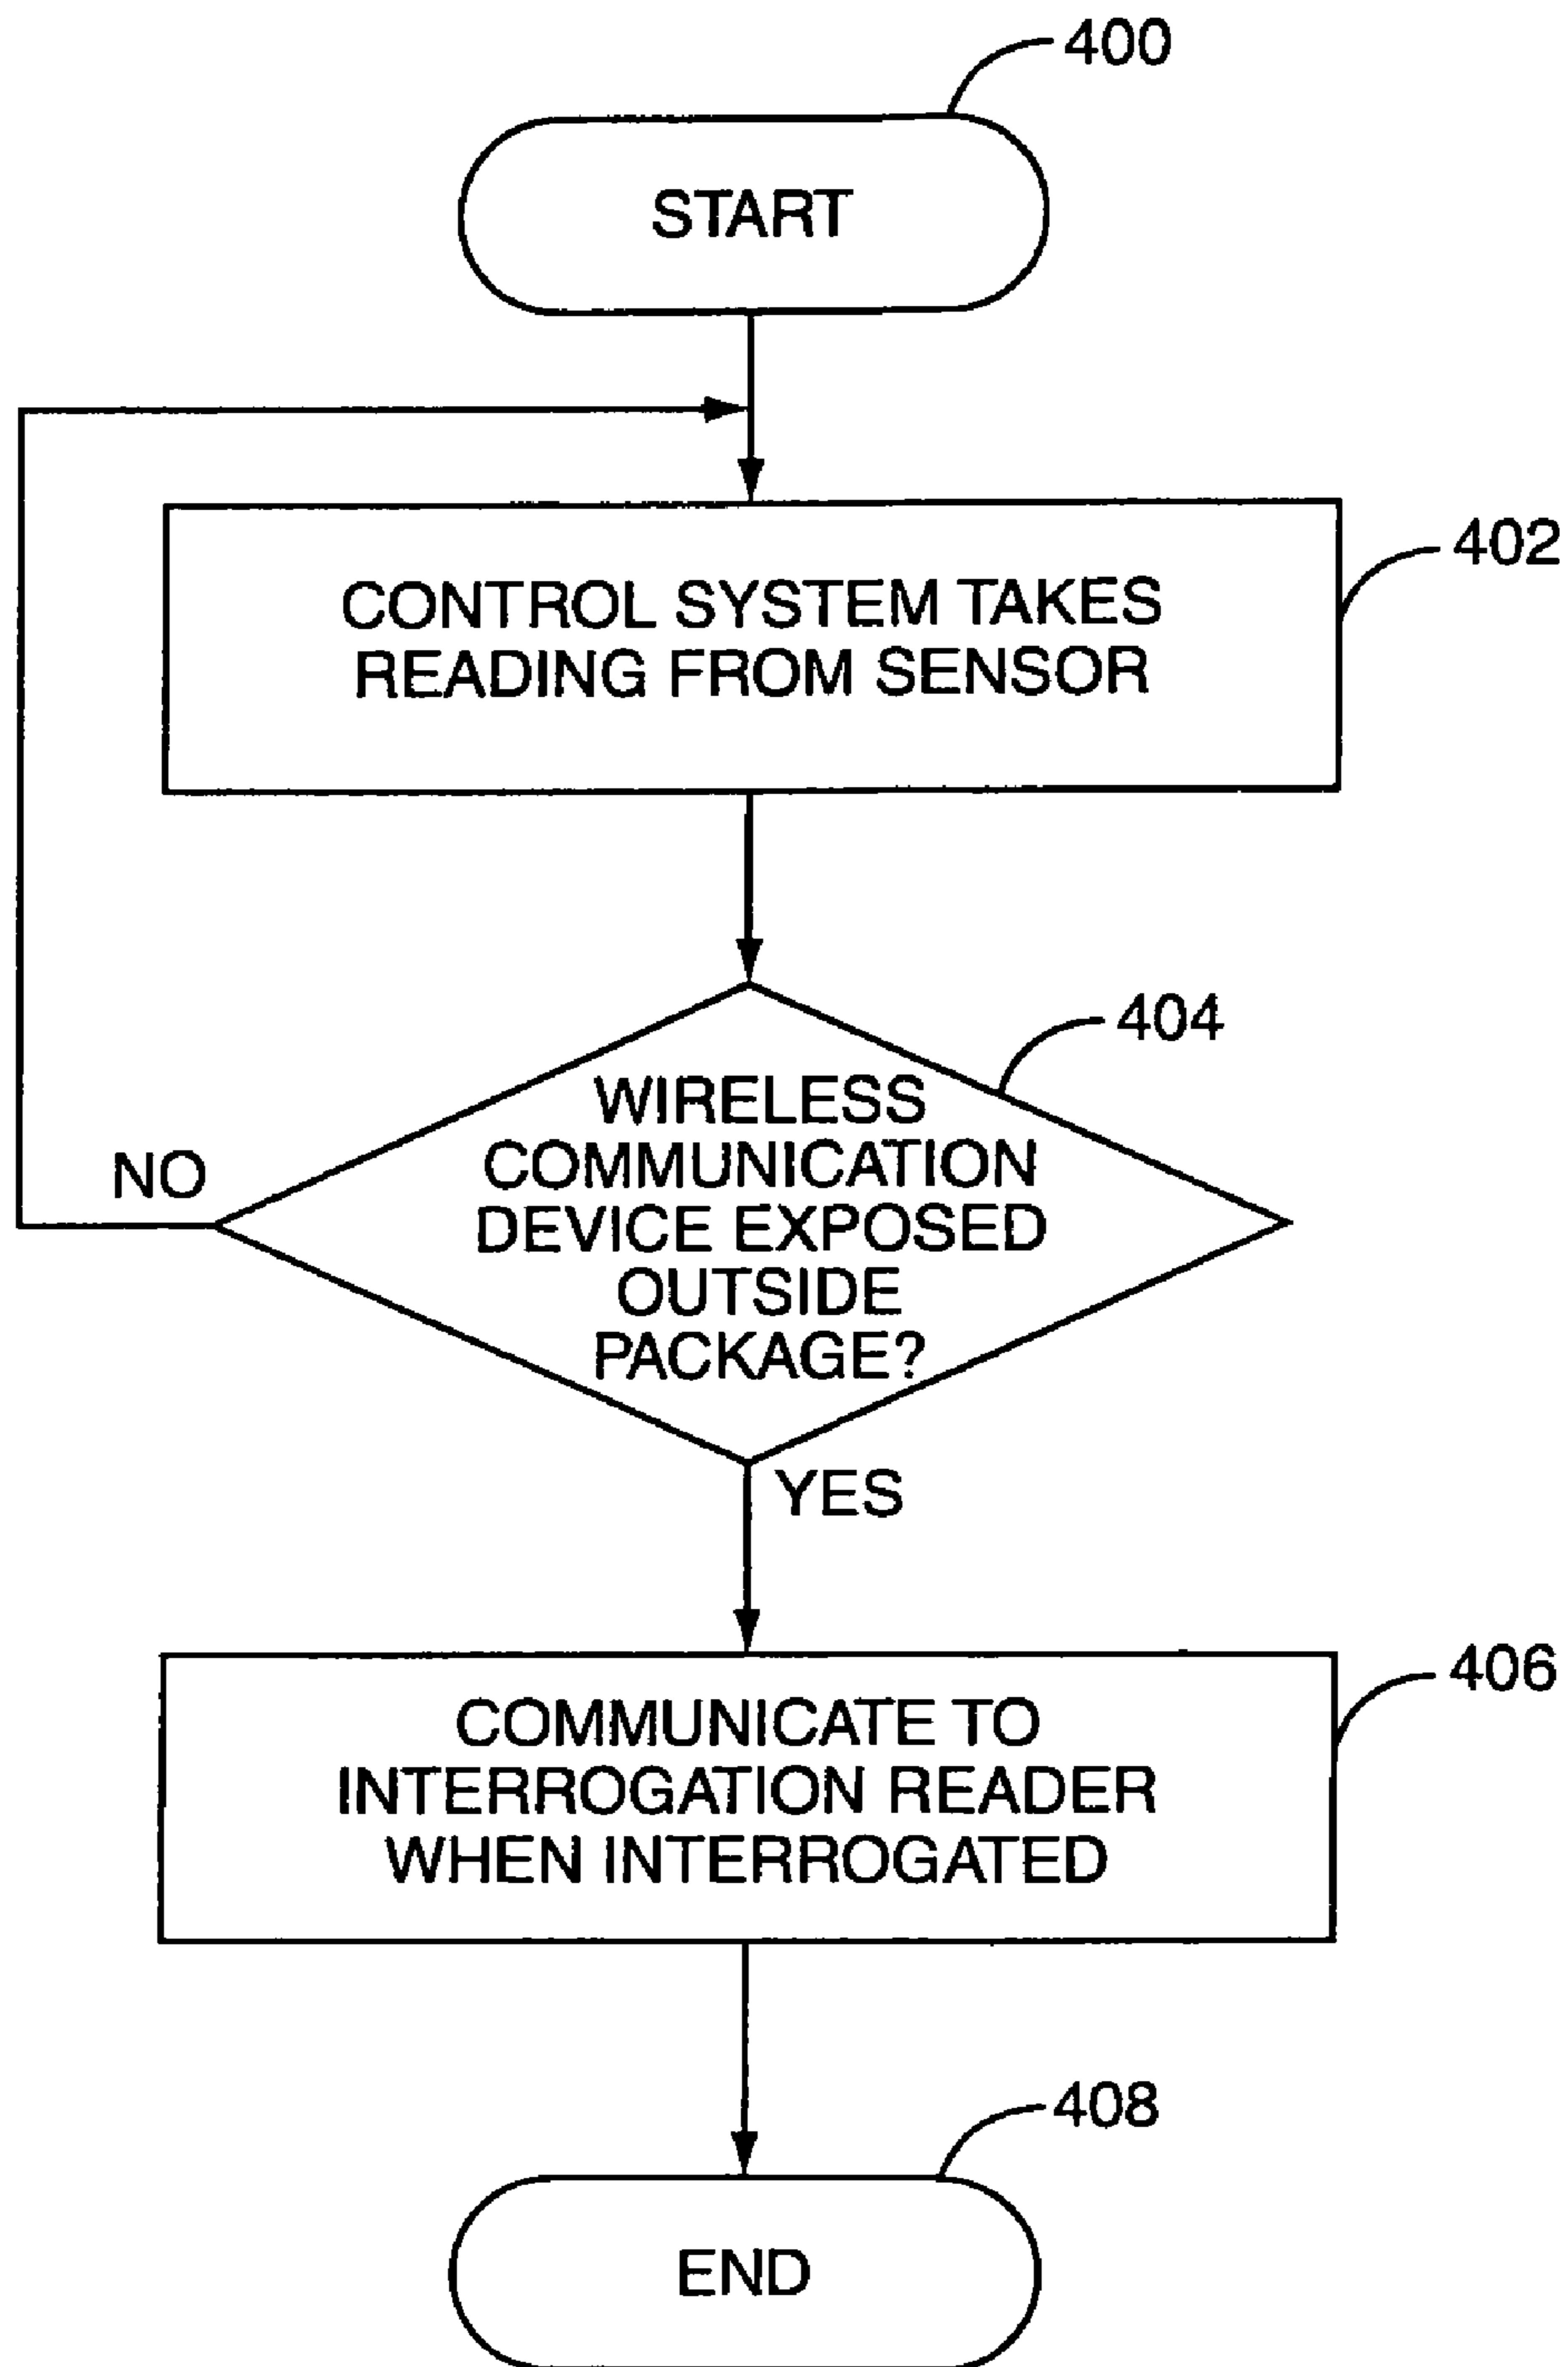 400
START
402
CONTROL SYSTEM TAKES
READING FROM SENSOR
404
WIRELESS
COMMUNICATION
DEVICE EXPOSED
OUTSIDE
PACKAGE?
NO
YES
406
COMMUNICATE TO
INTERROGATION READER
WHEN INTERROGATED
408
END